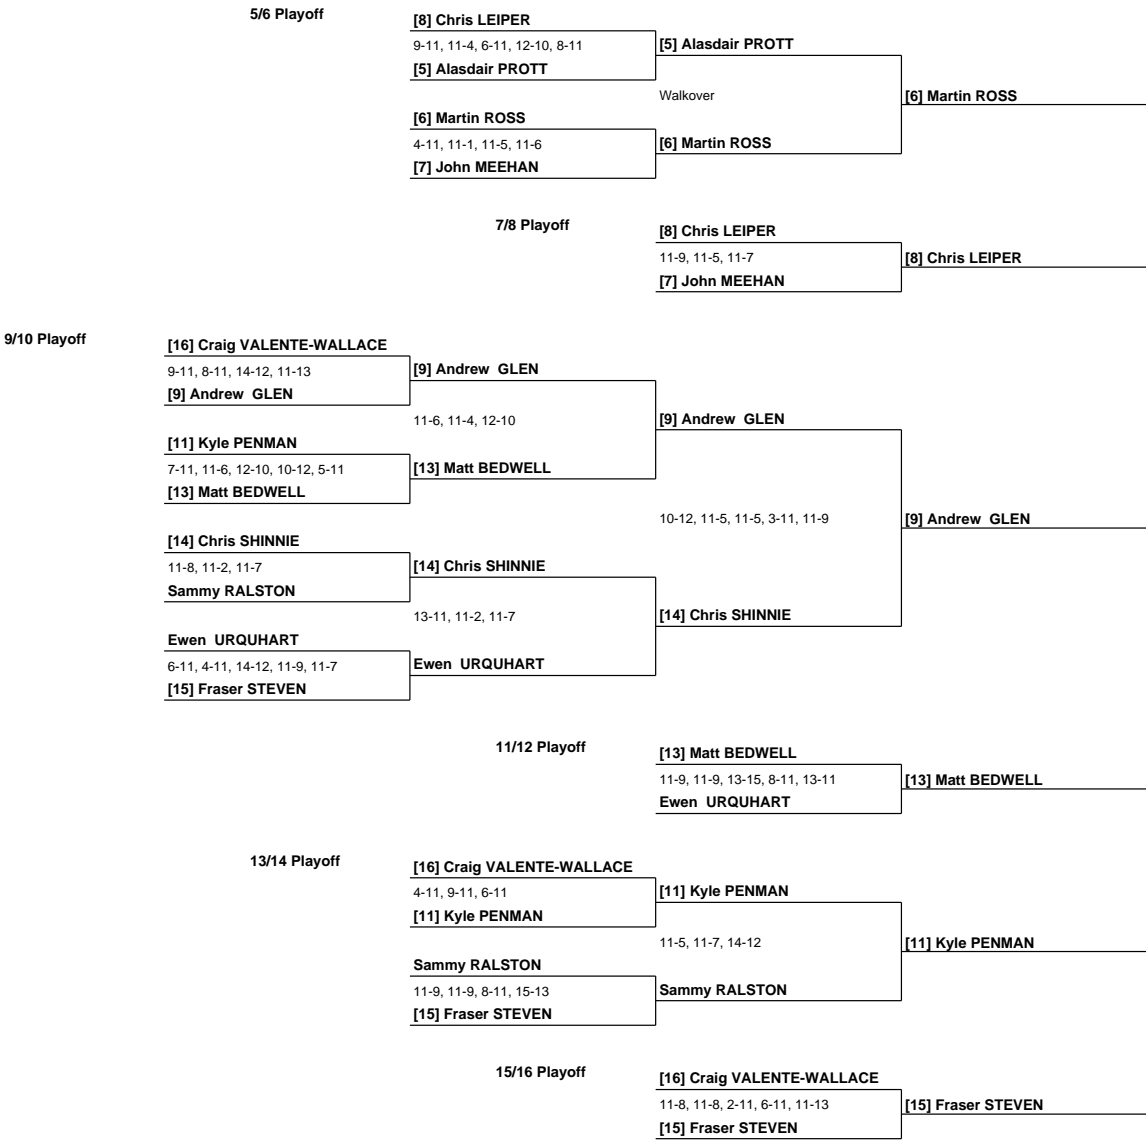 5/6 Playoff
[8] Chris LEIPER
9-11, 11-4, 6-11, 12-10, 8-11
[5] Alasdair PROTT
[5] Alasdair PROTT
Walkover
[6] Martin ROSS
[6] Martin ROSS
4-11, 11-1, 11-5, 11-6
[6] Martin ROSS
[7] John MEEHAN
7/8 Playoff
[8] Chris LEIPER
11-9, 11-5, 11-7
[8] Chris LEIPER
[7] John MEEHAN
9/10 Playoff
[16] Craig VALENTE-WALLACE
9-11, 8-11, 14-12, 11-13
[9] Andrew  GLEN
[9] Andrew  GLEN
11-6, 11-4, 12-10
[9] Andrew  GLEN
[11] Kyle PENMAN
7-11, 11-6, 12-10, 10-12, 5-11
[13] Matt BEDWELL
[13] Matt BEDWELL
10-12, 11-5, 11-5, 3-11, 11-9
[9] Andrew  GLEN
[14] Chris SHINNIE
11-8, 11-2, 11-7
[14] Chris SHINNIE
Sammy RALSTON
13-11, 11-2, 11-7
[14] Chris SHINNIE
Ewen  URQUHART
6-11, 4-11, 14-12, 11-9, 11-7
Ewen  URQUHART
[15] Fraser STEVEN
11/12 Playoff
[13] Matt BEDWELL
11-9, 11-9, 13-15, 8-11, 13-11
[13] Matt BEDWELL
Ewen  URQUHART
13/14 Playoff
[16] Craig VALENTE-WALLACE
4-11, 9-11, 6-11
[11] Kyle PENMAN
[11] Kyle PENMAN
11-5, 11-7, 14-12
[11] Kyle PENMAN
Sammy RALSTON
11-9, 11-9, 8-11, 15-13
Sammy RALSTON
[15] Fraser STEVEN
15/16 Playoff
[16] Craig VALENTE-WALLACE
11-8, 11-8, 2-11, 6-11, 11-13
[15] Fraser STEVEN
[15] Fraser STEVEN